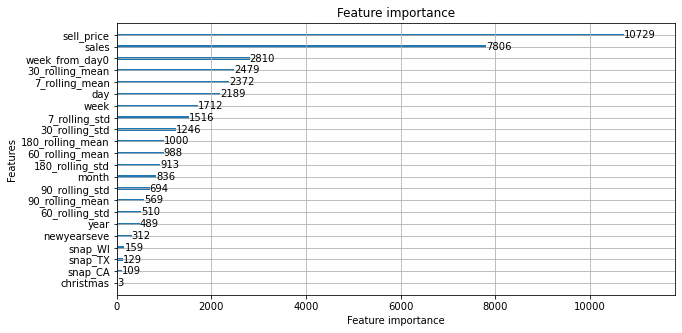 Feature importance
sell_price 10729
sales 7806
week_from_day0 2810
30_rolling_mean 2479
7_rolling_mean 2372
day 2189
week 1712
7_rolling_std 1516
30_rolling_std 1246
180_rolling_mean 1000
60_rolling_mean 988
180_rolling_std 913
month 836
90_rolling_std 694
90_rolling_mean 569
60_rolling_std 510
year 489
newyearseve 312
snap_WI 159
snap_TX 129
snap_CA 109
christmas 3
Features
0 2000 4000 6000 8000 10000
Feature importance